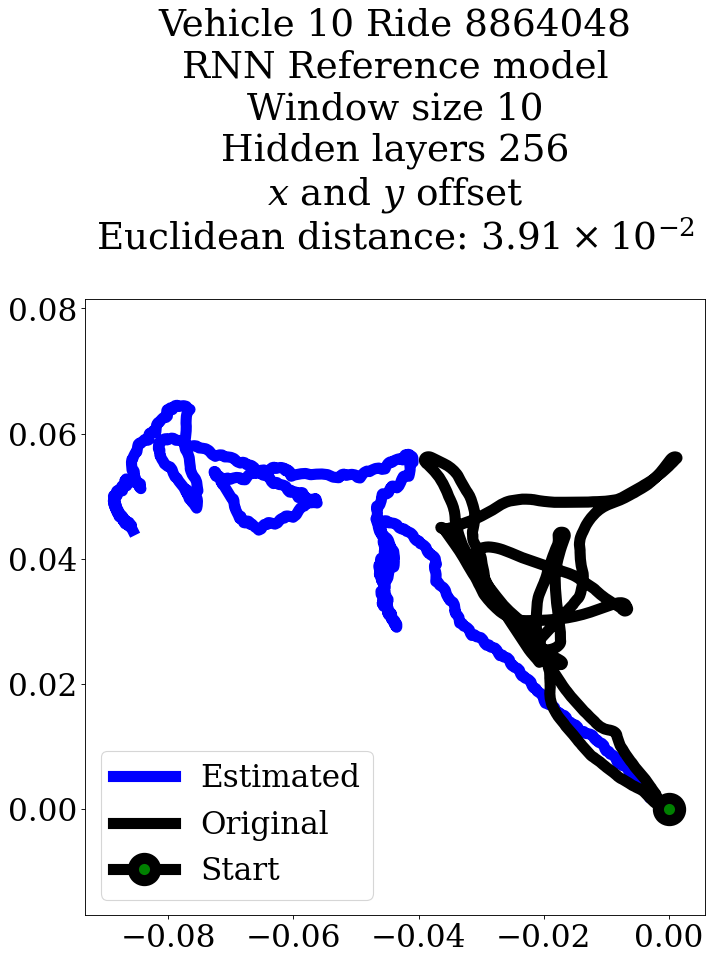 Vehicle 10 Ride 8864048
RNN Reference model
Window size 10
Hidden layers 256
x and y offset
Euclidean distance: 3.91 × 10⁻²
0.08
0.06
0.04
0.02
0.00
Estimated
Original
Start
−0.08 −0.06 −0.04 −0.02 0.00